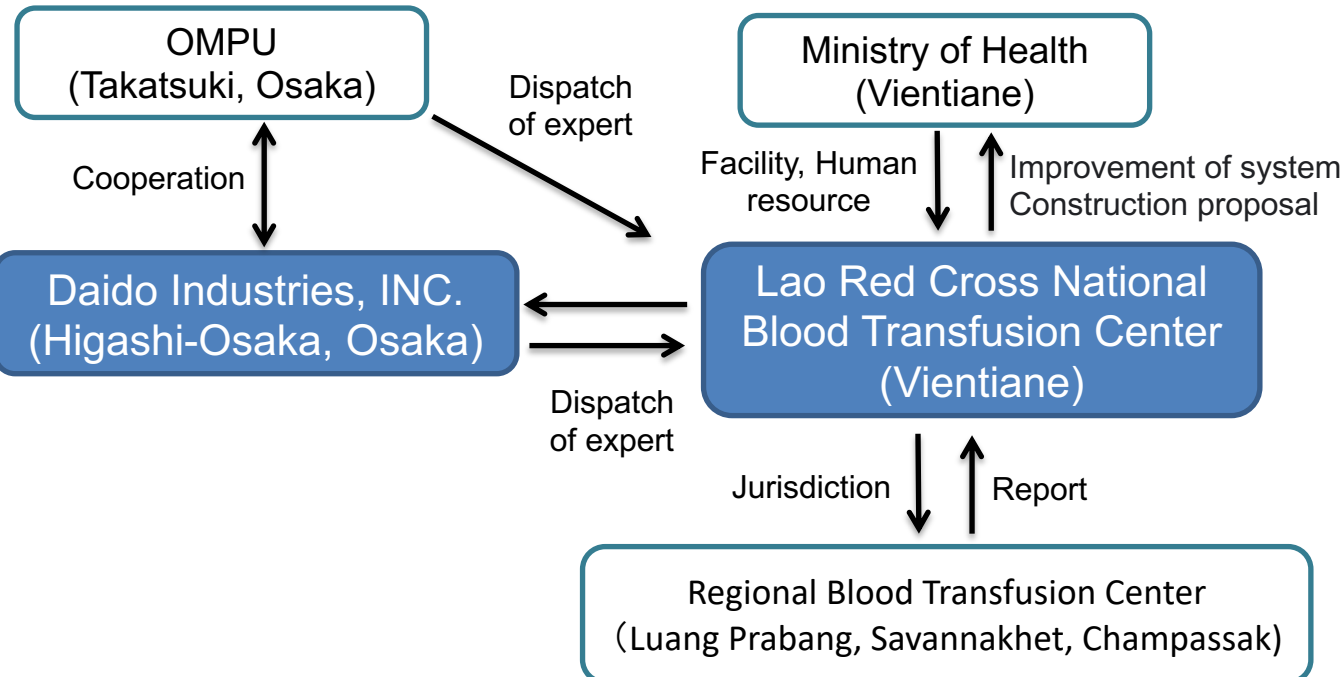 OMPU
(Takatsuki, Osaka)
Dispatch
of expert
Ministry of Health
(Vientiane)
Cooperation
Facility, Human
resource
Improvement of system
Construction proposal
Daido Industries, INC.
(Higashi-Osaka, Osaka)
Lao Red Cross National
Blood Transfusion Center
(Vientiane)
Dispatch
of expert
Jurisdiction
Report
Regional Blood Transfusion Center
（Luang Prabang, Savannakhet, Champassak)